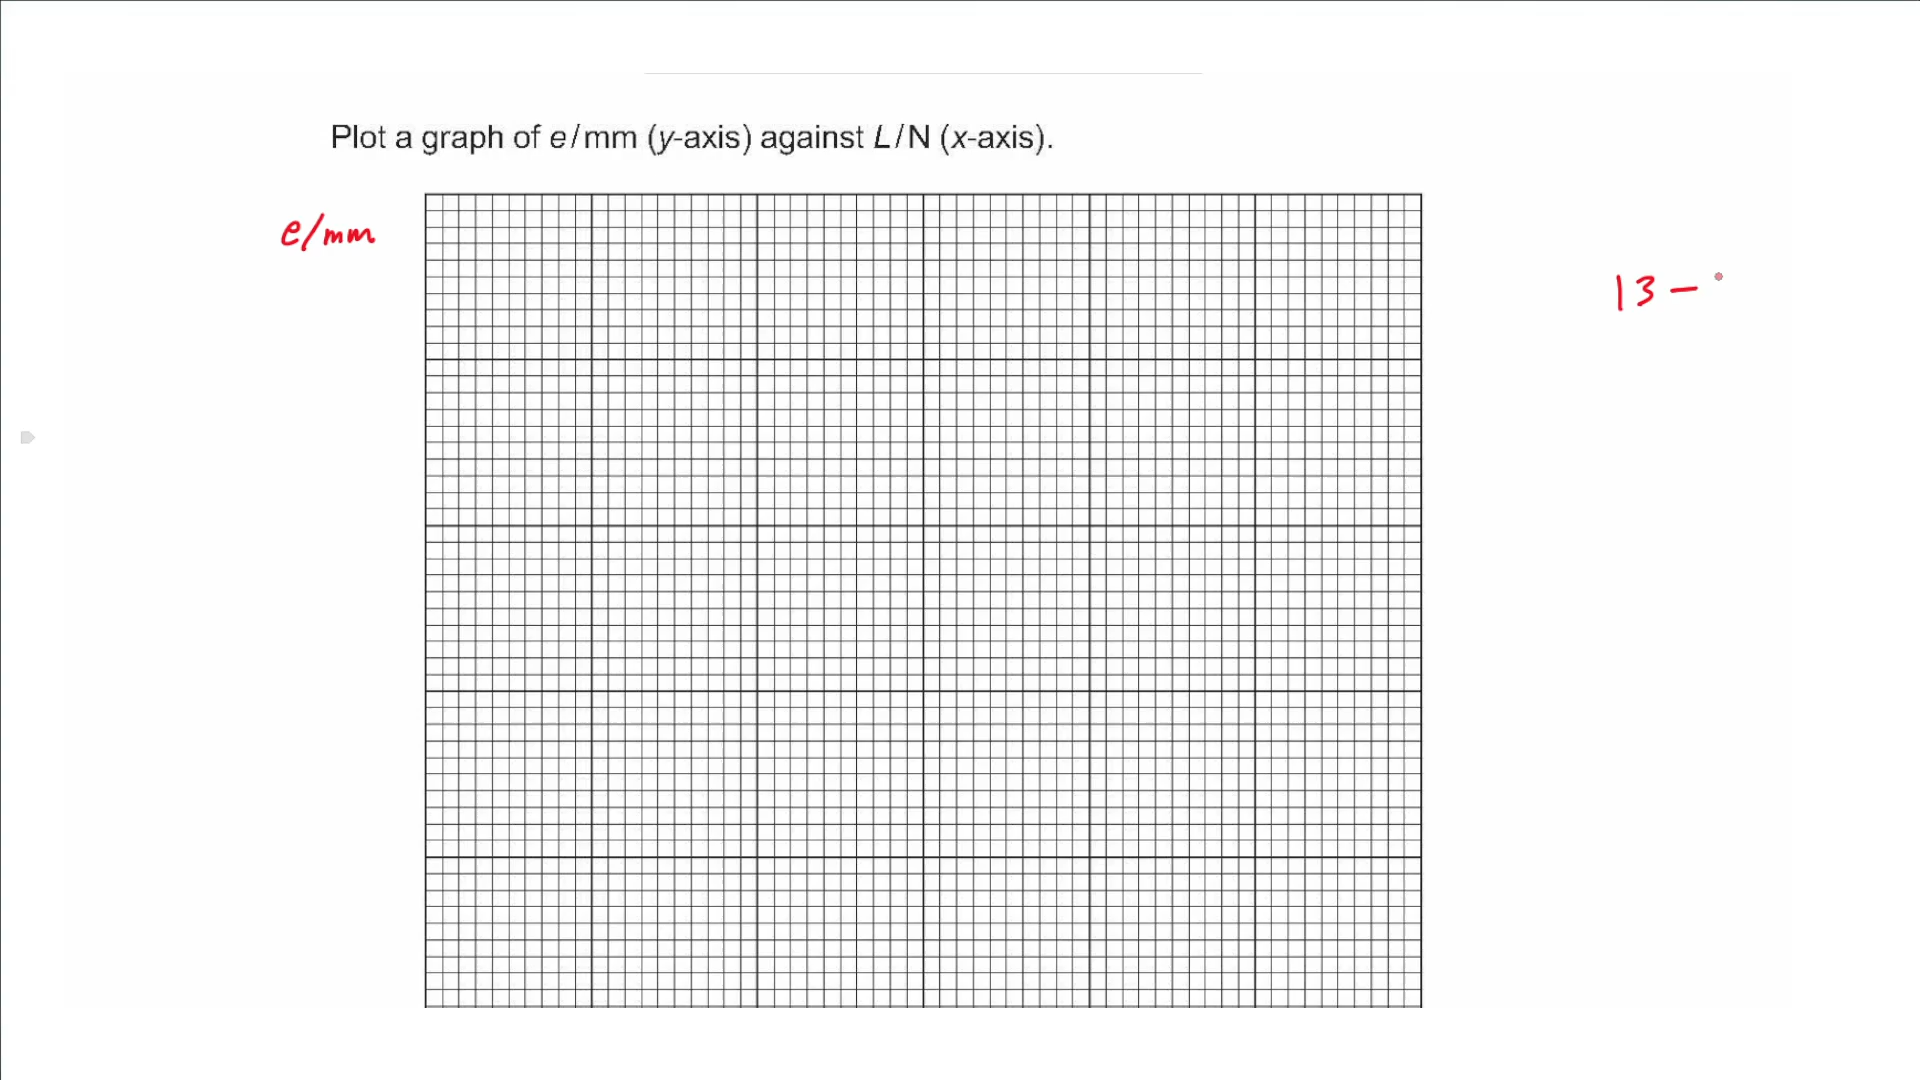 Plot a graph of e/mm (y-axis) against L/N (x-axis).
e/mm
13 –